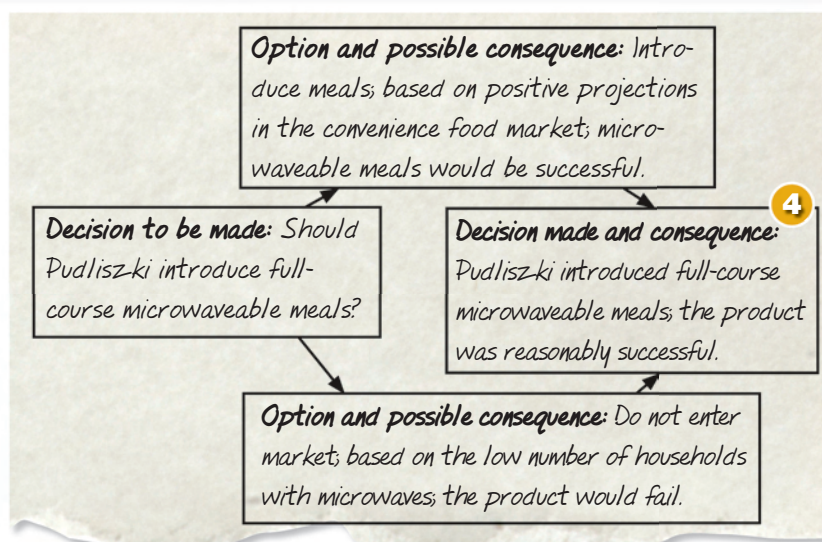 Option and possible consequence: Intro-
duce meals; based on positive projections
in the convenience food market; micro-
waveable meals would be successful.
Decision to be made: Should
Pudliszki introduce full-
course microwaveable meals?
4
Decision made and consequence:
Pudliszki introduced full-course
microwaveable meals; the product
was reasonably successful.
Option and possible consequence: Do not enter
market; based on the low number of households
with microwaves; the product would fail.